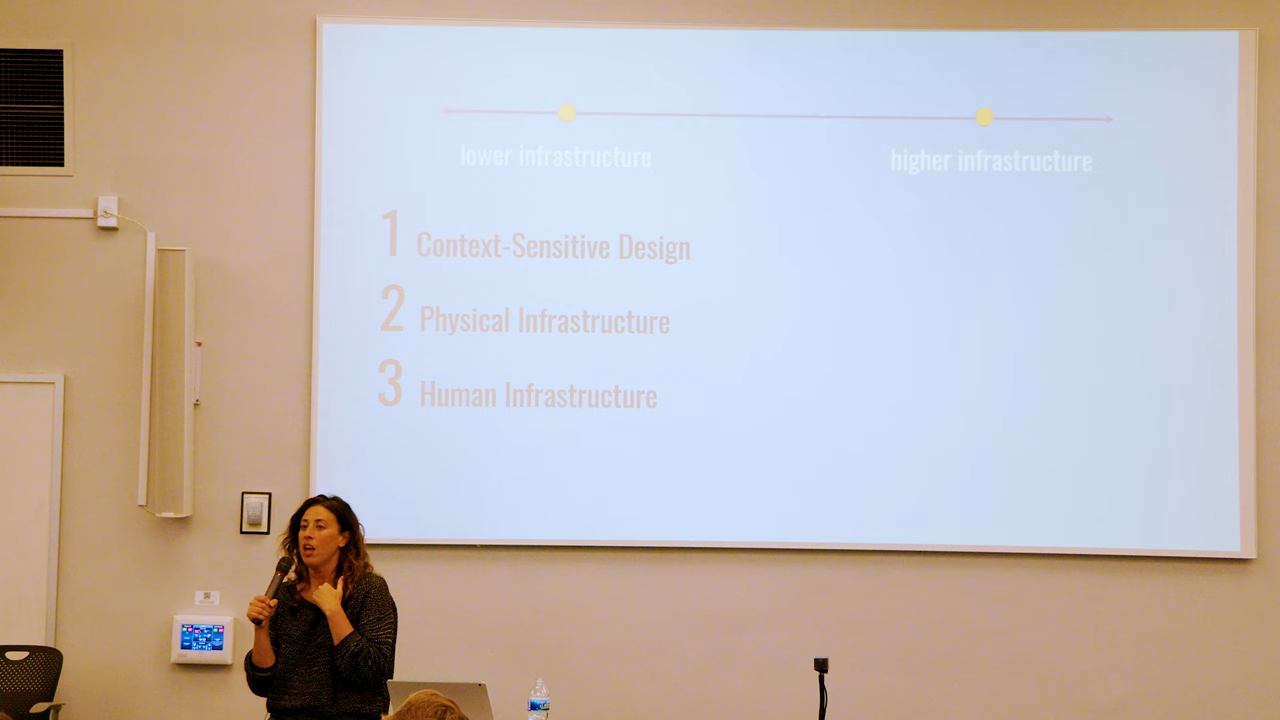 lower infrastructure
higher infrastructure
1 Context-Sensitive Design
2 Physical Infrastructure
3 Human Infrastructure